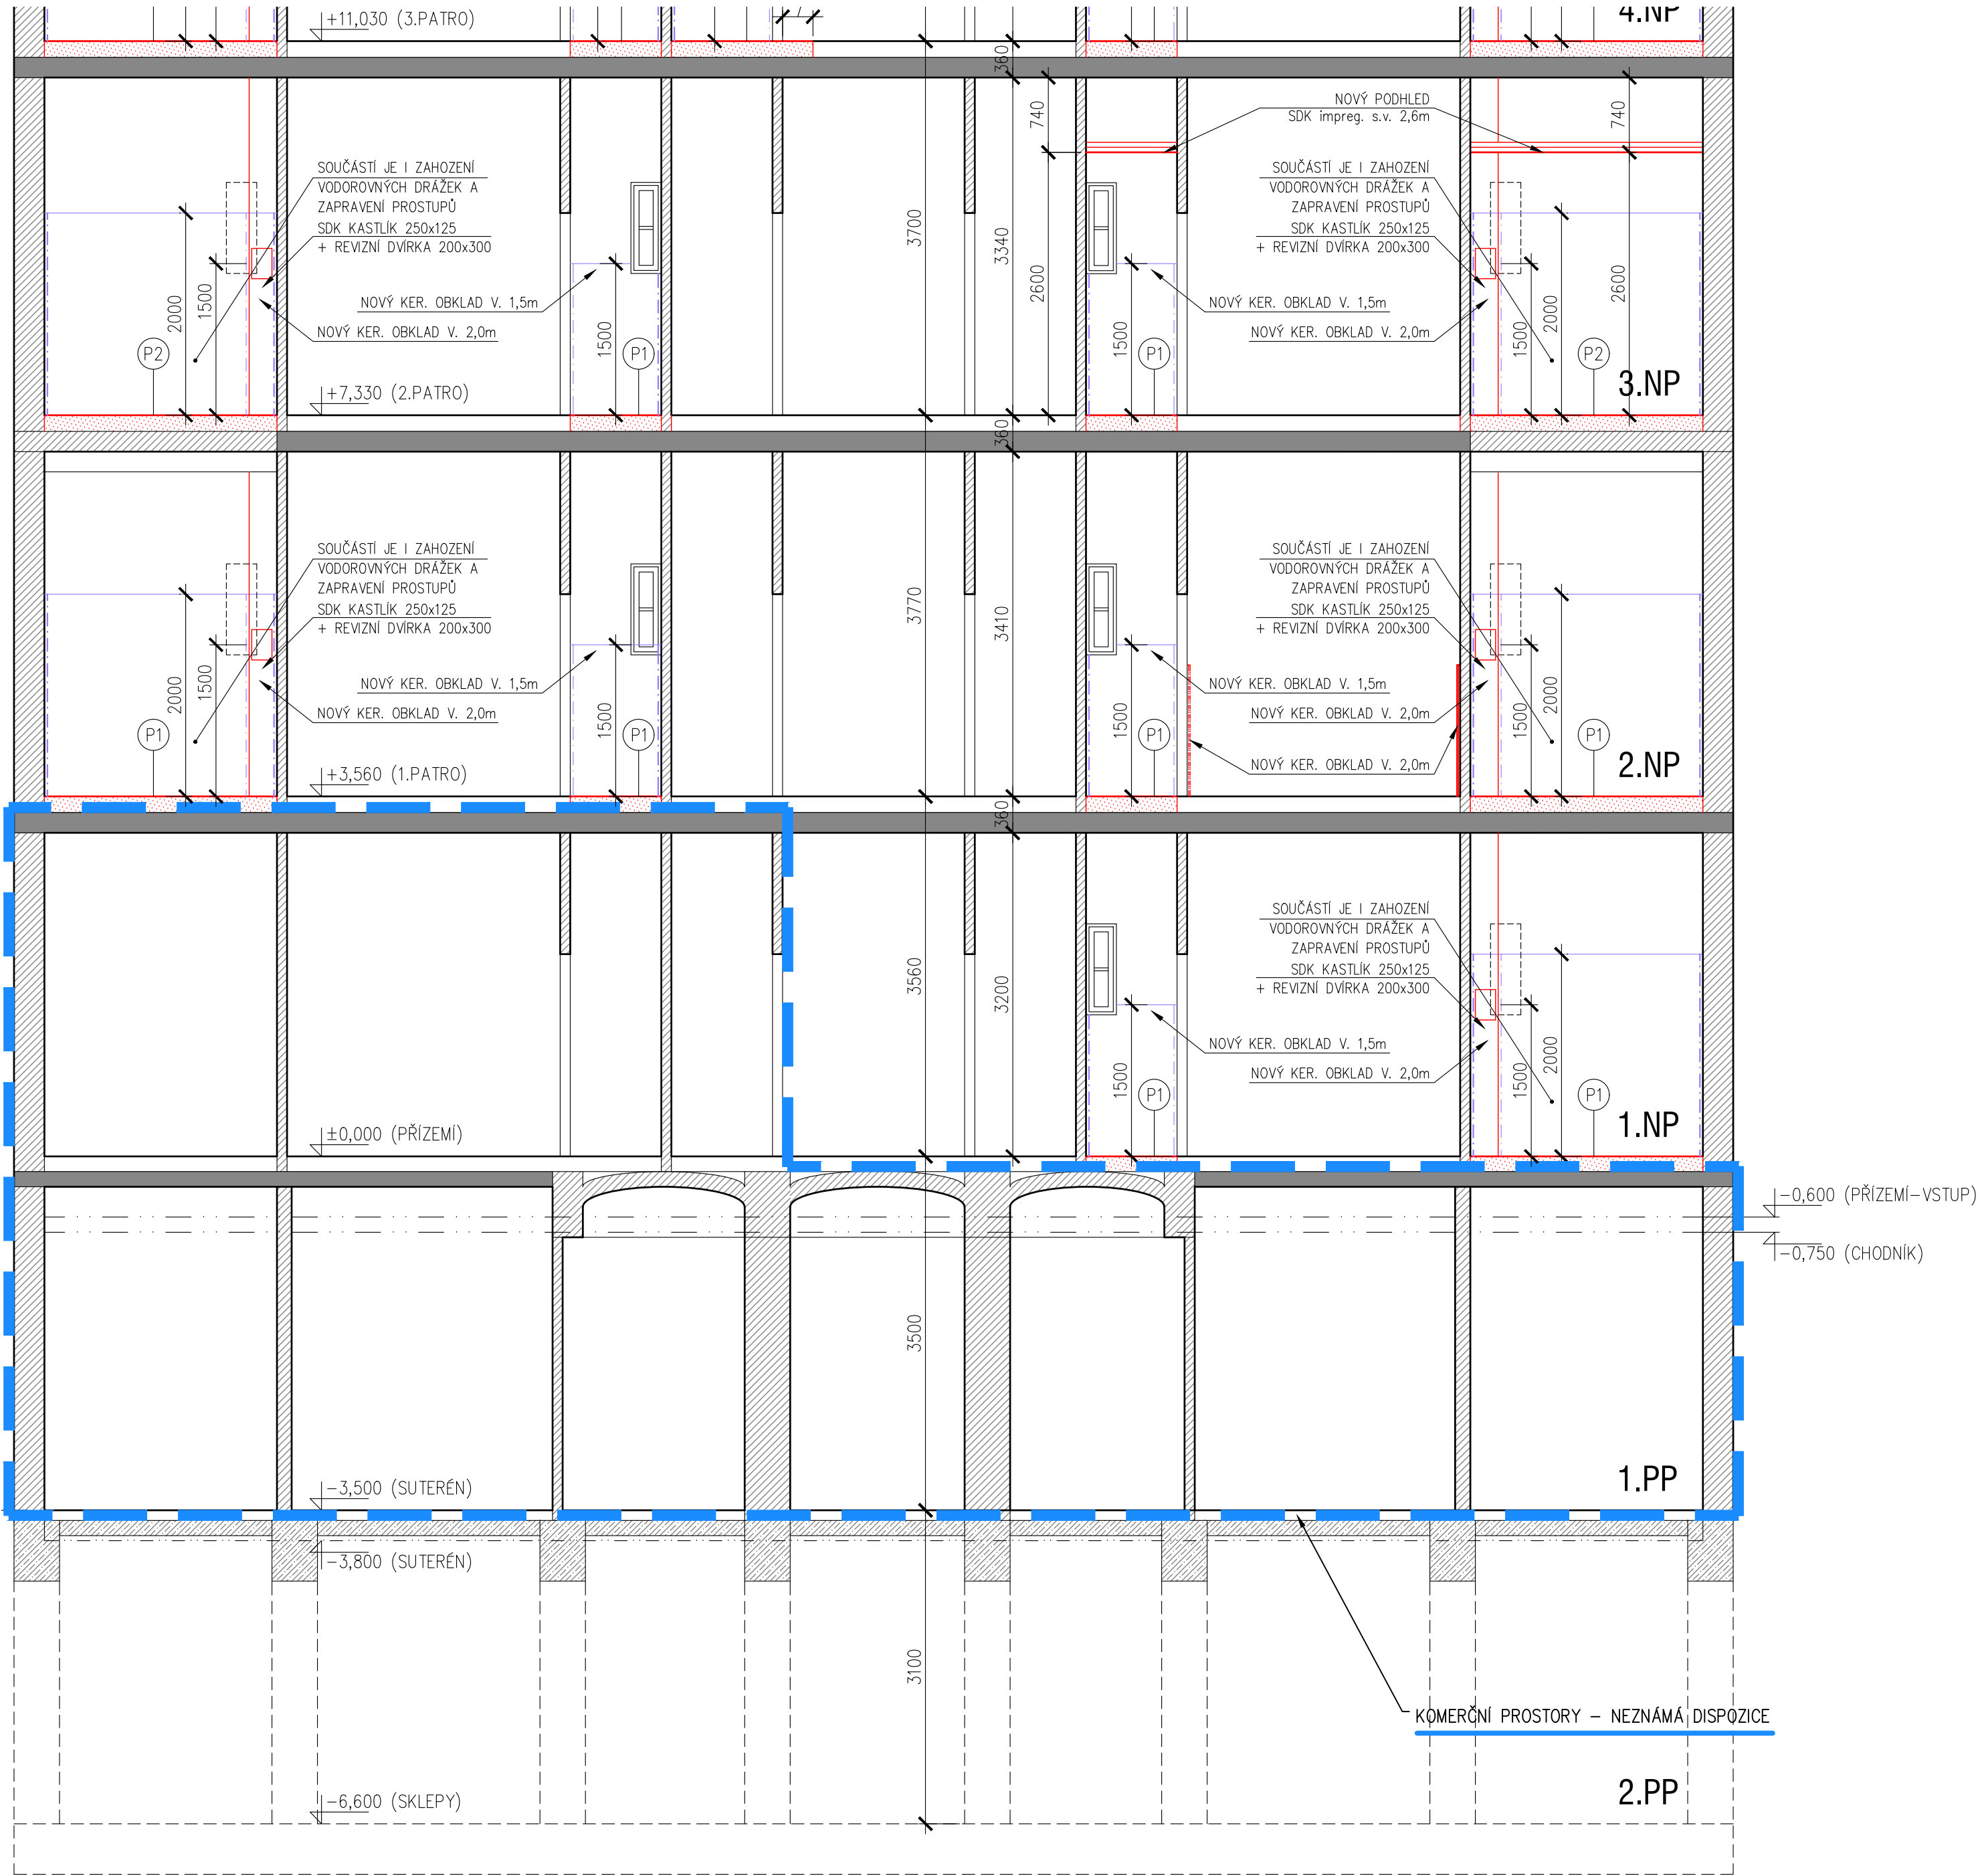 +11,030 (3.PATRO)
4.NP
360
NOVÝ PODHLED
SDK impreg. s.v. 2,6m
740
740
SOUČÁSTÍ JE I ZAHOZENÍ
VODOROVNÝCH DRÁŽEK A
ZAPRAVENÍ PROSTUPŮ
SDK KASTLÍK 250x125
+ REVIZNÍ DVÍRKA 200x300
SOUČÁSTÍ JE I ZAHOZENÍ
VODOROVNÝCH DRÁŽEK A
ZAPRAVENÍ PROSTUPŮ
SDK KASTLÍK 250x125
+ REVIZNÍ DVÍRKA 200x300
3700
3340
2600
2600
2000
1500
NOVÝ KER. OBKLAD V. 1,5m
NOVÝ KER. OBKLAD V. 2,0m
1500
NOVÝ KER. OBKLAD V. 1,5m
NOVÝ KER. OBKLAD V. 2,0m
1500
1500
2000
P2
P1
P1
P2
+7,330 (2.PATRO)
3.NP
360
SOUČÁSTÍ JE I ZAHOZENÍ
VODOROVNÝCH DRÁŽEK A
ZAPRAVENÍ PROSTUPŮ
SDK KASTLÍK 250x125
+ REVIZNÍ DVÍRKA 200x300
SOUČÁSTÍ JE I ZAHOZENÍ
VODOROVNÝCH DRÁŽEK A
ZAPRAVENÍ PROSTUPŮ
SDK KASTLÍK 250x125
+ REVIZNÍ DVÍRKA 200x300
3770
3410
2000
1500
NOVÝ KER. OBKLAD V. 1,5m
NOVÝ KER. OBKLAD V. 2,0m
1500
NOVÝ KER. OBKLAD V. 1,5m
NOVÝ KER. OBKLAD V. 2,0m
1500
1500
2000
P1
P1
P1
P1
NOVÝ KER. OBKLAD V. 2,0m
+3,560 (1.PATRO)
2.NP
360
SOUČÁSTÍ JE I ZAHOZENÍ
VODOROVNÝCH DRÁŽEK A
ZAPRAVENÍ PROSTUPŮ
SDK KASTLÍK 250x125
+ REVIZNÍ DVÍRKA 200x300
3560
3200
NOVÝ KER. OBKLAD V. 1,5m
NOVÝ KER. OBKLAD V. 2,0m
1500
1500
2000
P1
P1
±0,000 (PŘÍZEMÍ)
1.NP
-0,600 (PŘÍZEMÍ-VSTUP)
-0,750 (CHODNÍK)
3500
-3,500 (SUTERÉN)
1.PP
-3,800 (SUTERÉN)
3100
KOMERČNÍ PROSTORY – NEZNÁMÁ DISPOZICE
-6,600 (SKLEPY)
2.PP